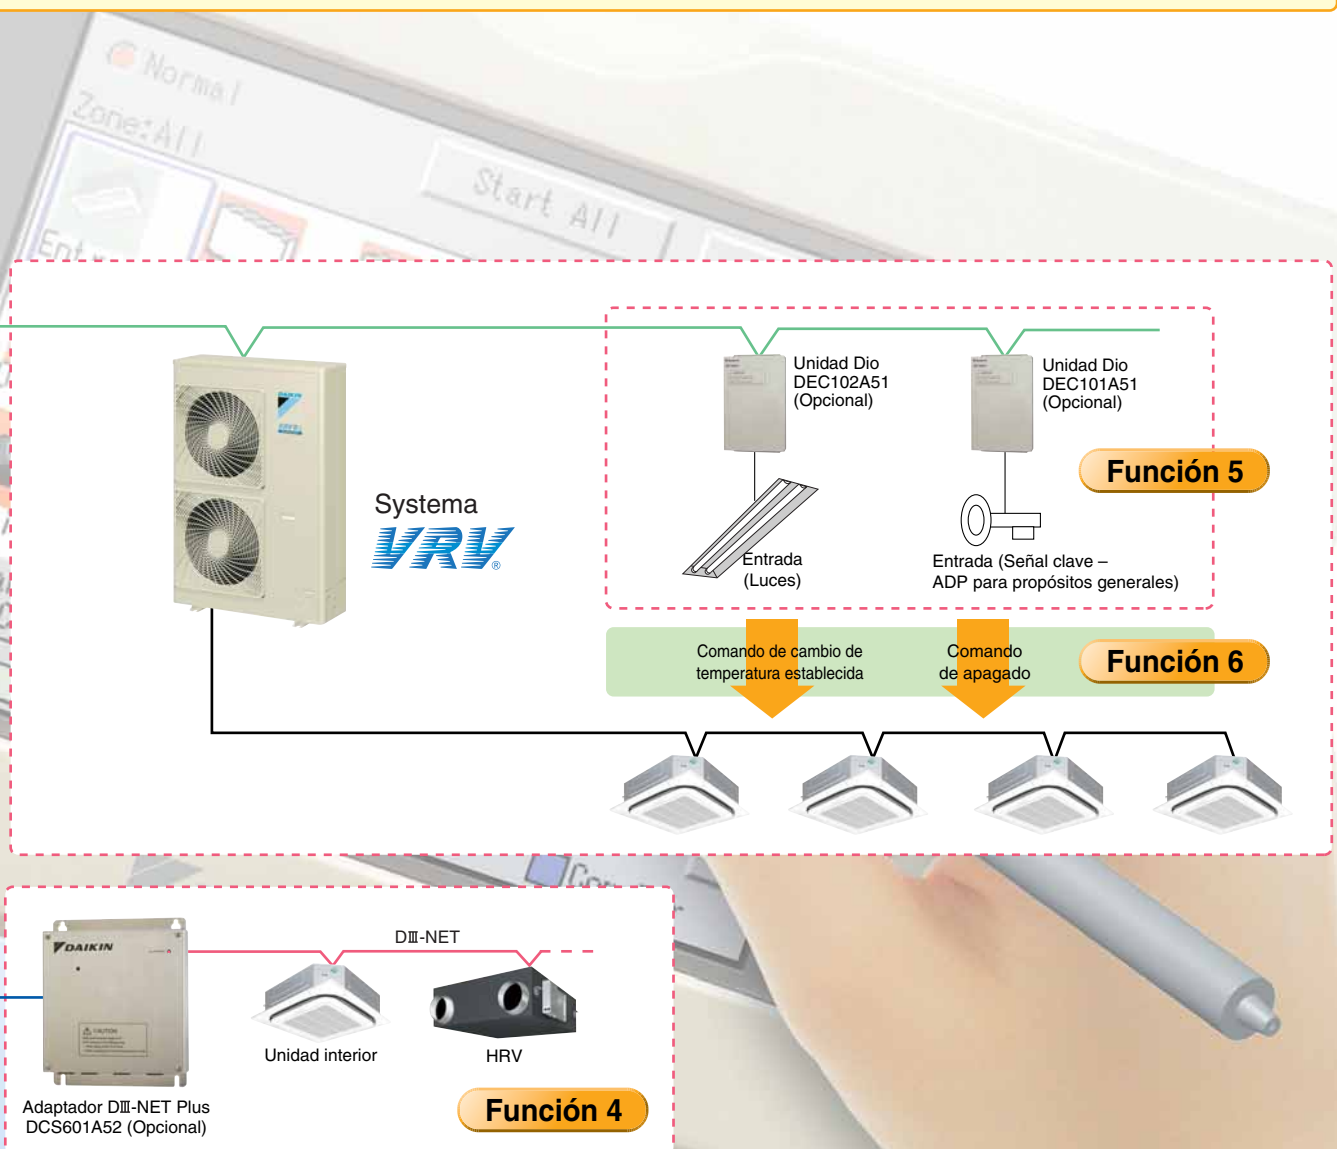 Normal
Zone:All
Start All
Unidad Dio
DEC102A51
(Opcional)
Unidad Dio
DEC101A51
(Opcional)
DAIKIN
Función 5
Systema
VRV®
Entrada
(Luces)
Entrada (Señal clave –
ADP para propósitos generales)
Comando de cambio de
temperatura establecida
Comando
de apagado
Función 6
DⅢ-NET
DAIKIN
CAUTION
Unidad interior
HRV
Función 4
Adaptador DⅢ-NET Plus
DCS601A52 (Opcional)